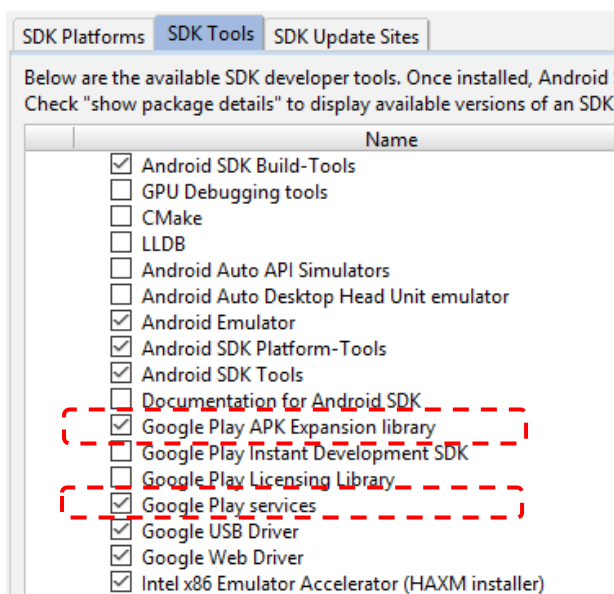 SDK Platforms SDK Tools SDK Update Sites
Below are the available SDK developer tools. Once installed, Android
Check "show package details" to display available versions of an SDK
Name
Android SDK Build-Tools
GPU Debugging tools
CMake
LLDB
Android Auto API Simulators
Android Auto Desktop Head Unit emulator
Android Emulator
Android SDK Platform-Tools
Android SDK Tools
Documentation for Android SDK
Google Play APK Expansion library
Google Play Instant Development SDK
Google Play Licensing Library
Google Play services
Google USB Driver
Google Web Driver
Intel x86 Emulator Accelerator (HAXM installer)